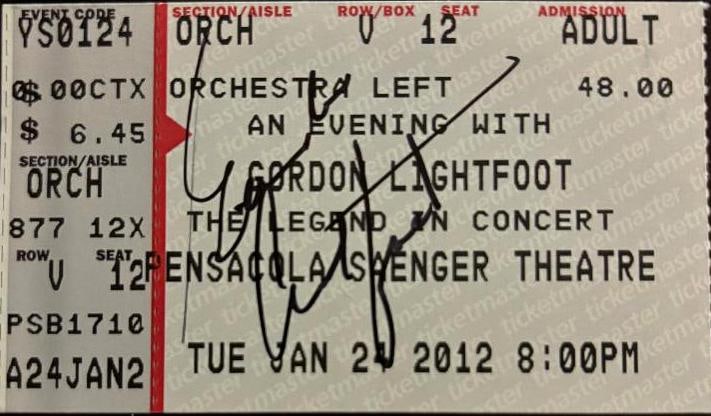 EVENT CODE
YS0124
$ 0.00CTX
$ 6.45
SECTION/AISLE
ORCH
877 12X
ROW SEAT
V 12
PSB1710
A24JAN2
SECTION/AISLE ROW/BOX SEAT ADMISSION
ORCH V 12 ADULT
ORCHESTRA LEFT 48.00
AN EVENING WITH
GORDON LIGHTFOOT
THE LEGEND IN CONCERT
PENSACOLA SAENGER THEATRE
TUE JAN 24 2012 8:00PM
ticketmaster